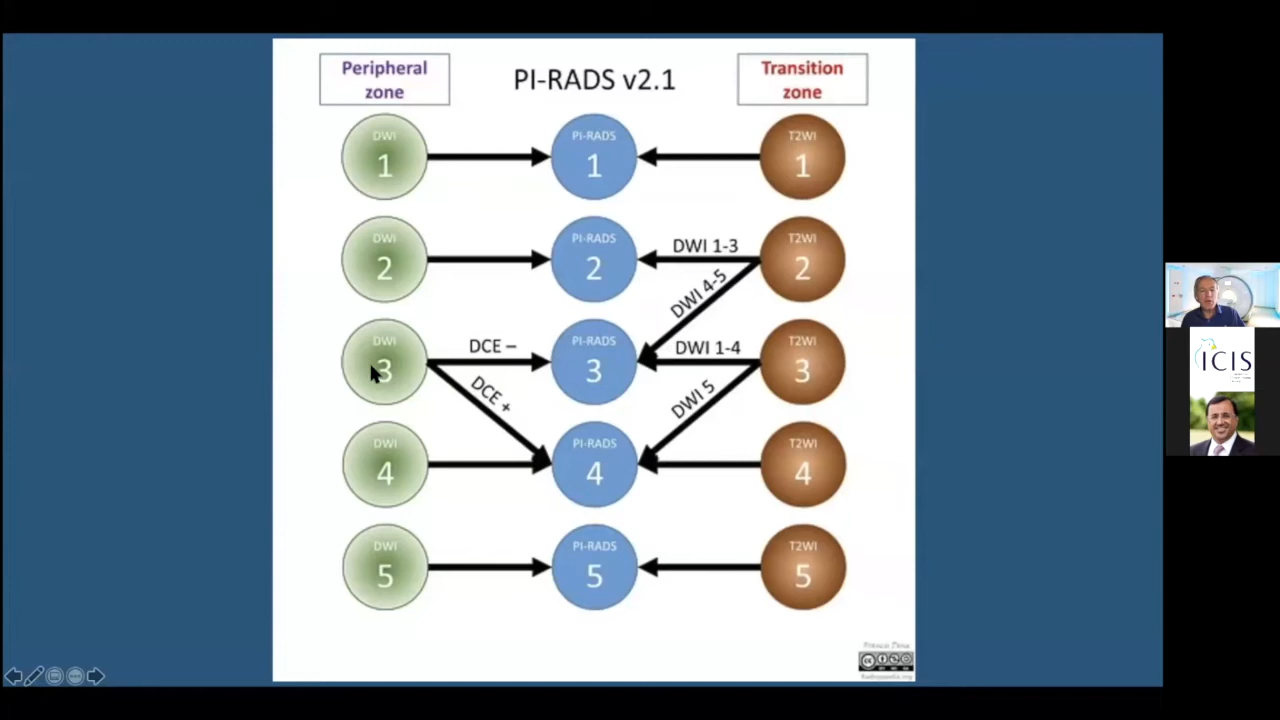 Peripheral
zone
PI-RADS v2.1
Transition
zone
DWI
1
PI-RADS
1
T2WI
1
DWI
2
PI-RADS
2
DWI 1-3
T2WI
2
DWI 4-5
DWI
3
DCE –
PI-RADS
3
DWI 1-4
T2WI
3
DCE +
DWI 5
DWI
4
PI-RADS
4
T2WI
4
DWI
5
PI-RADS
5
T2WI
5
Radiopaedia.org
ICIS